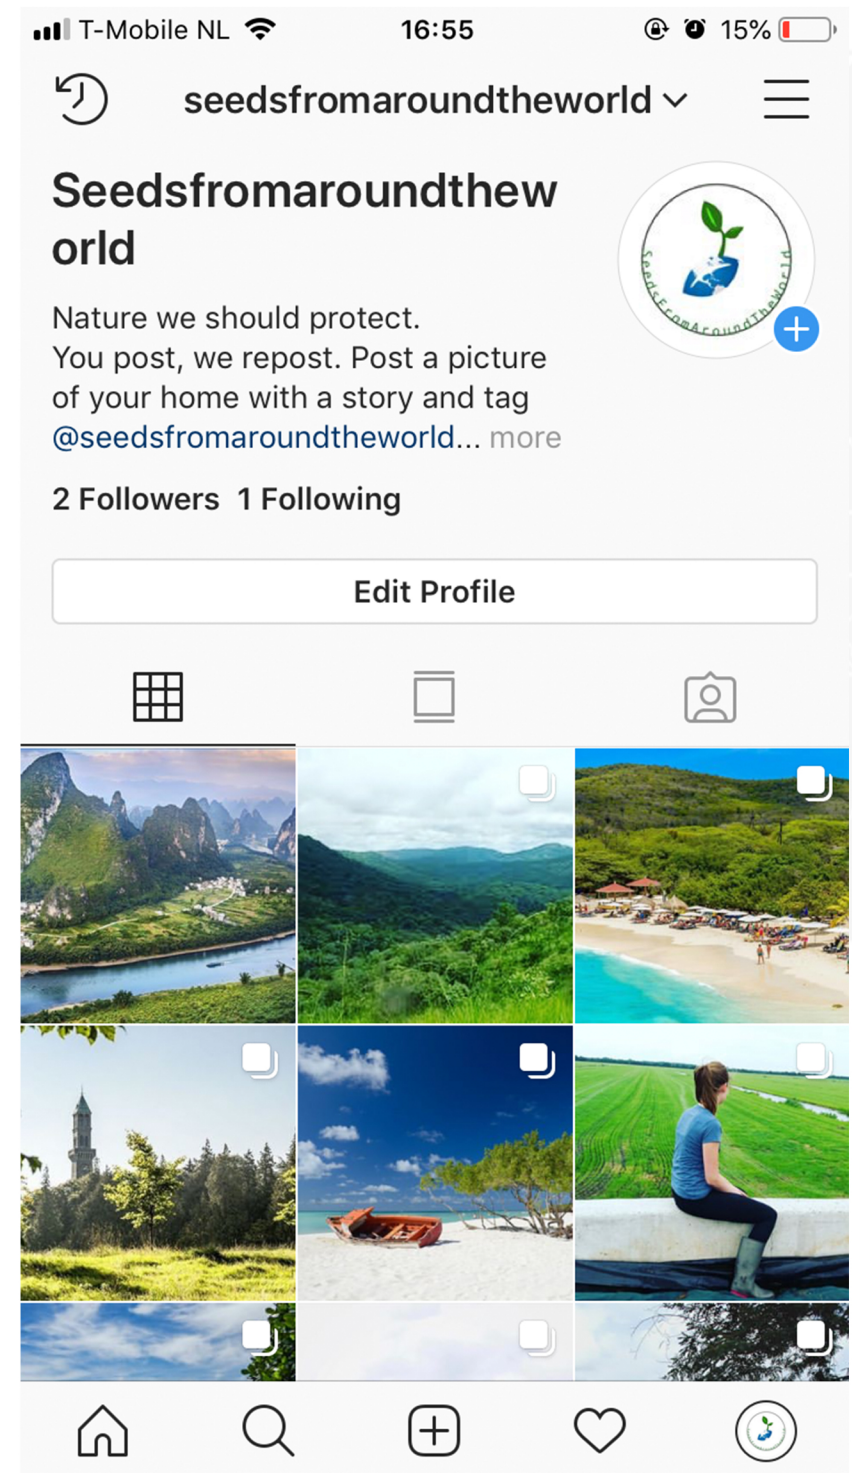 T-Mobile NL 16:55 15%
seedsfromaroundtheworld
Seedsfromaroundthew
orld
SeedsFromAroundTheWorld
Nature we should protect.
You post, we repost. Post a picture
of your home with a story and tag
@seedsfromaroundtheworld... more
2 Followers 1 Following
Edit Profile